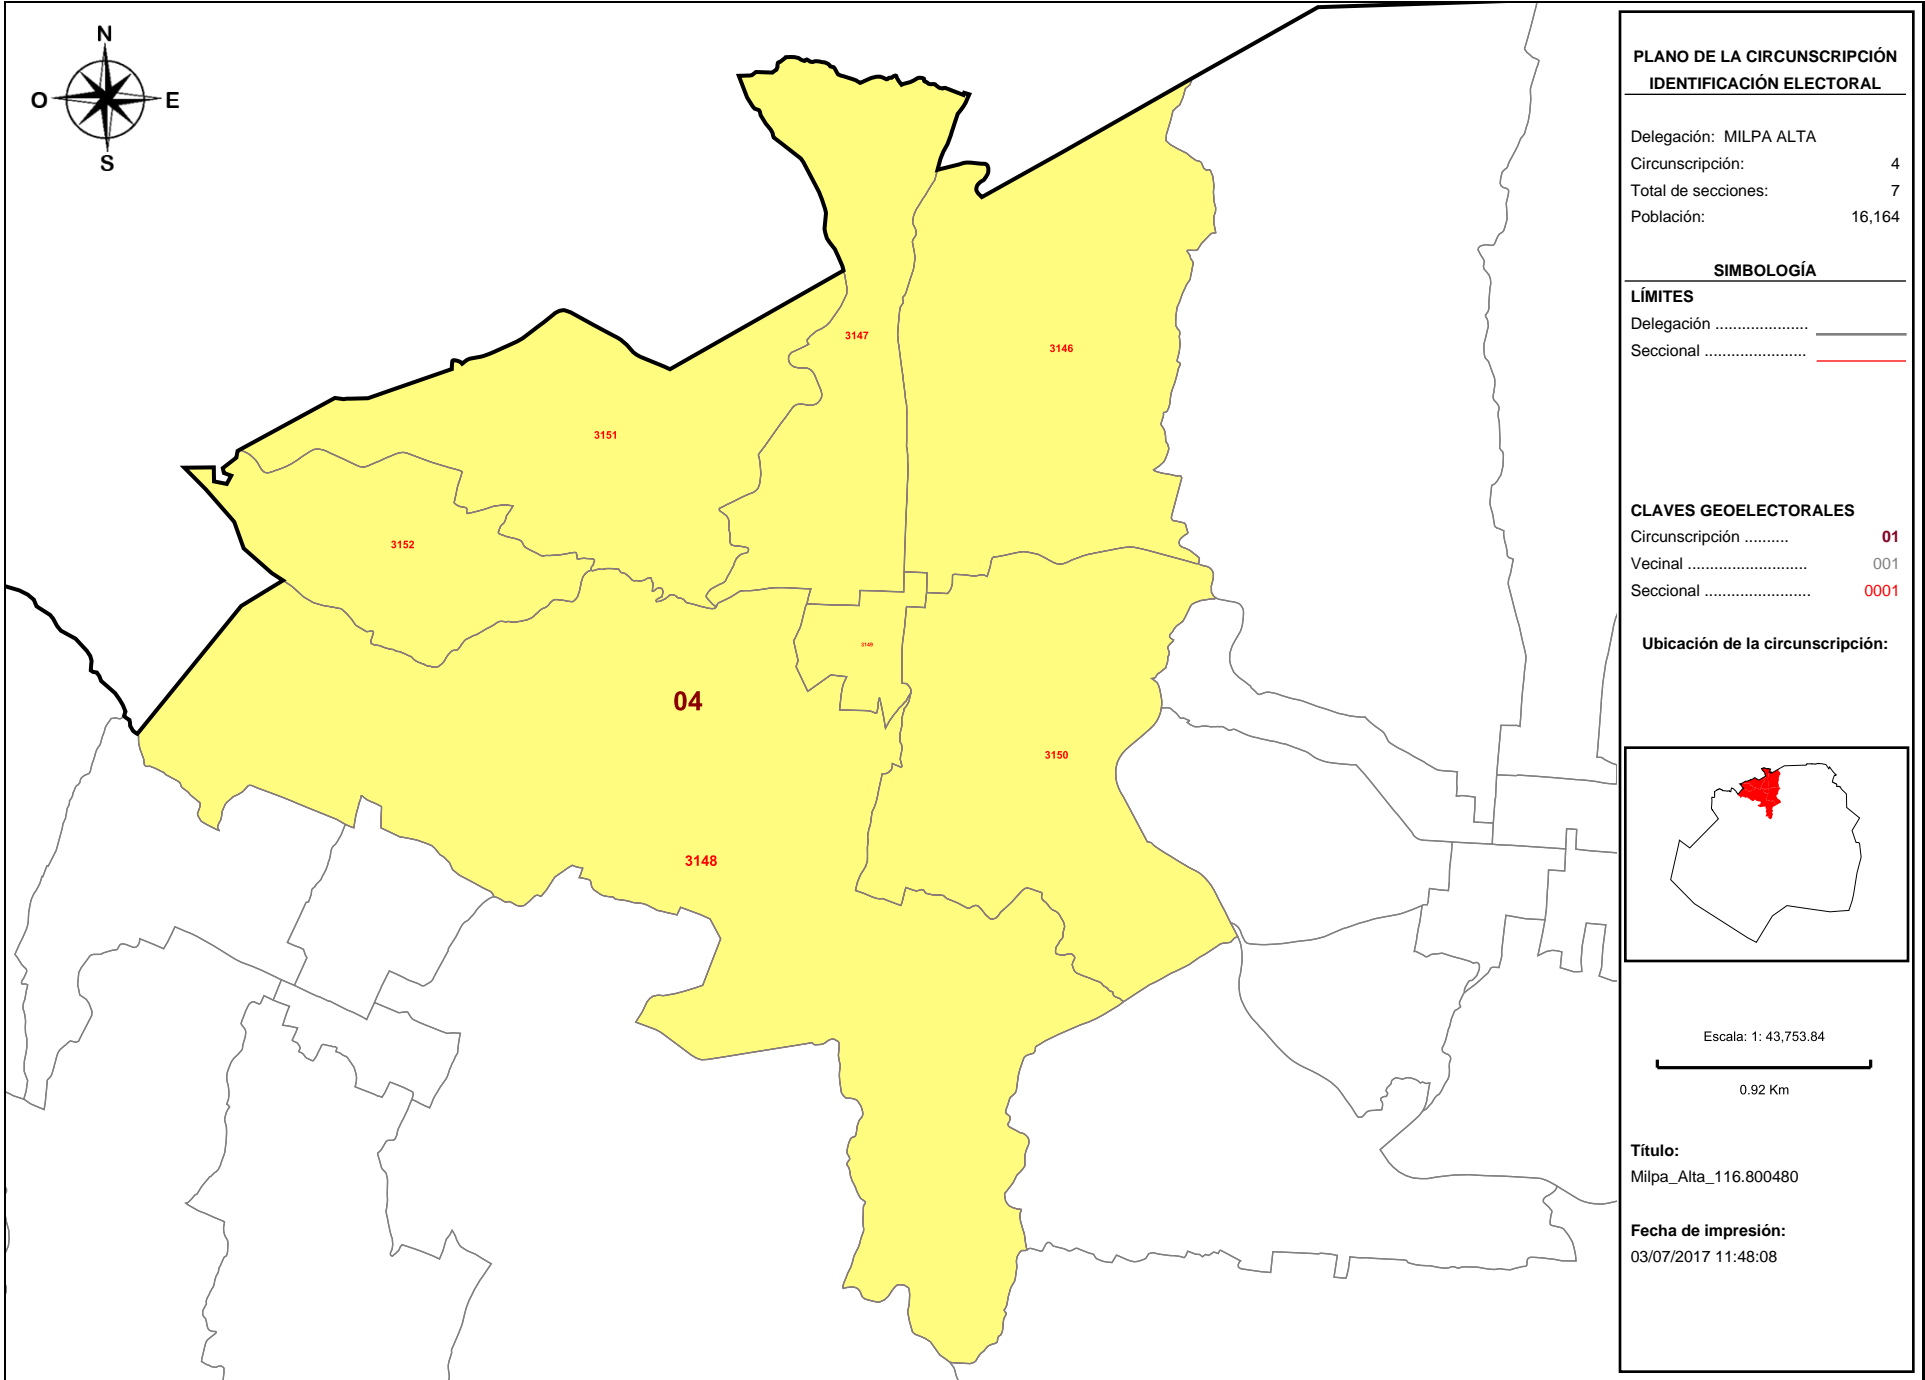 N
O E
S
3147
3146
3151
3152
3149
04
3150
3148
PLANO DE LA CIRCUNSCRIPCIÓN
IDENTIFICACIÓN ELECTORAL
Delegación: MILPA ALTA
Circunscripción: 4
Total de secciones: 7
Población: 16,164
SIMBOLOGÍA
LÍMITES
Delegación .....................
Seccional .......................
CLAVES GEOELECTORALES
Circunscripción .......... 01
Vecinal ........................... 001
Seccional ........................ 0001
Ubicación de la circunscripción:
Escala: 1: 43,753.84
0.92 Km
Título:
Milpa_Alta_116.800480
Fecha de impresión:
03/07/2017 11:48:08